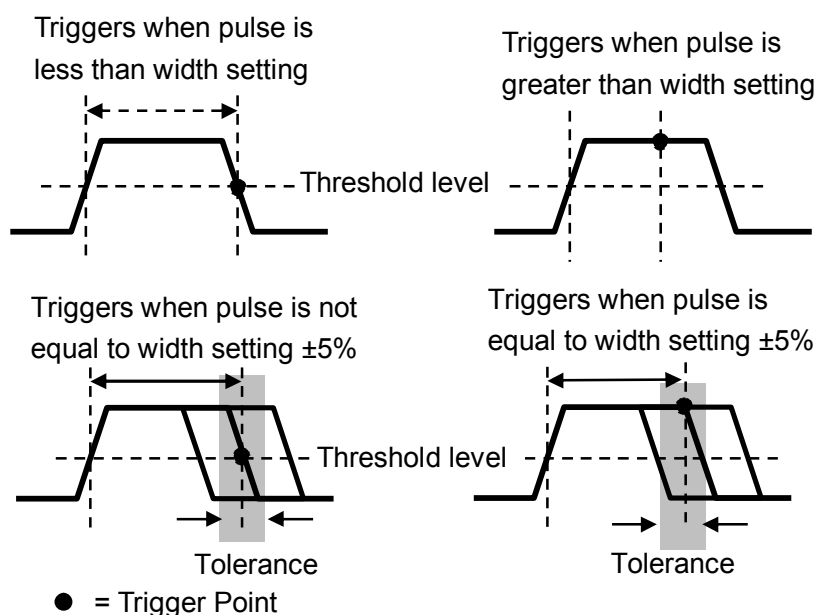 Triggers when pulse is
less than width setting
Triggers when pulse is
greater than width setting
Threshold level
Triggers when pulse is not
equal to width setting ±5%
Triggers when pulse is
equal to width setting ±5%
Threshold level
Tolerance
Tolerance
= Trigger Point